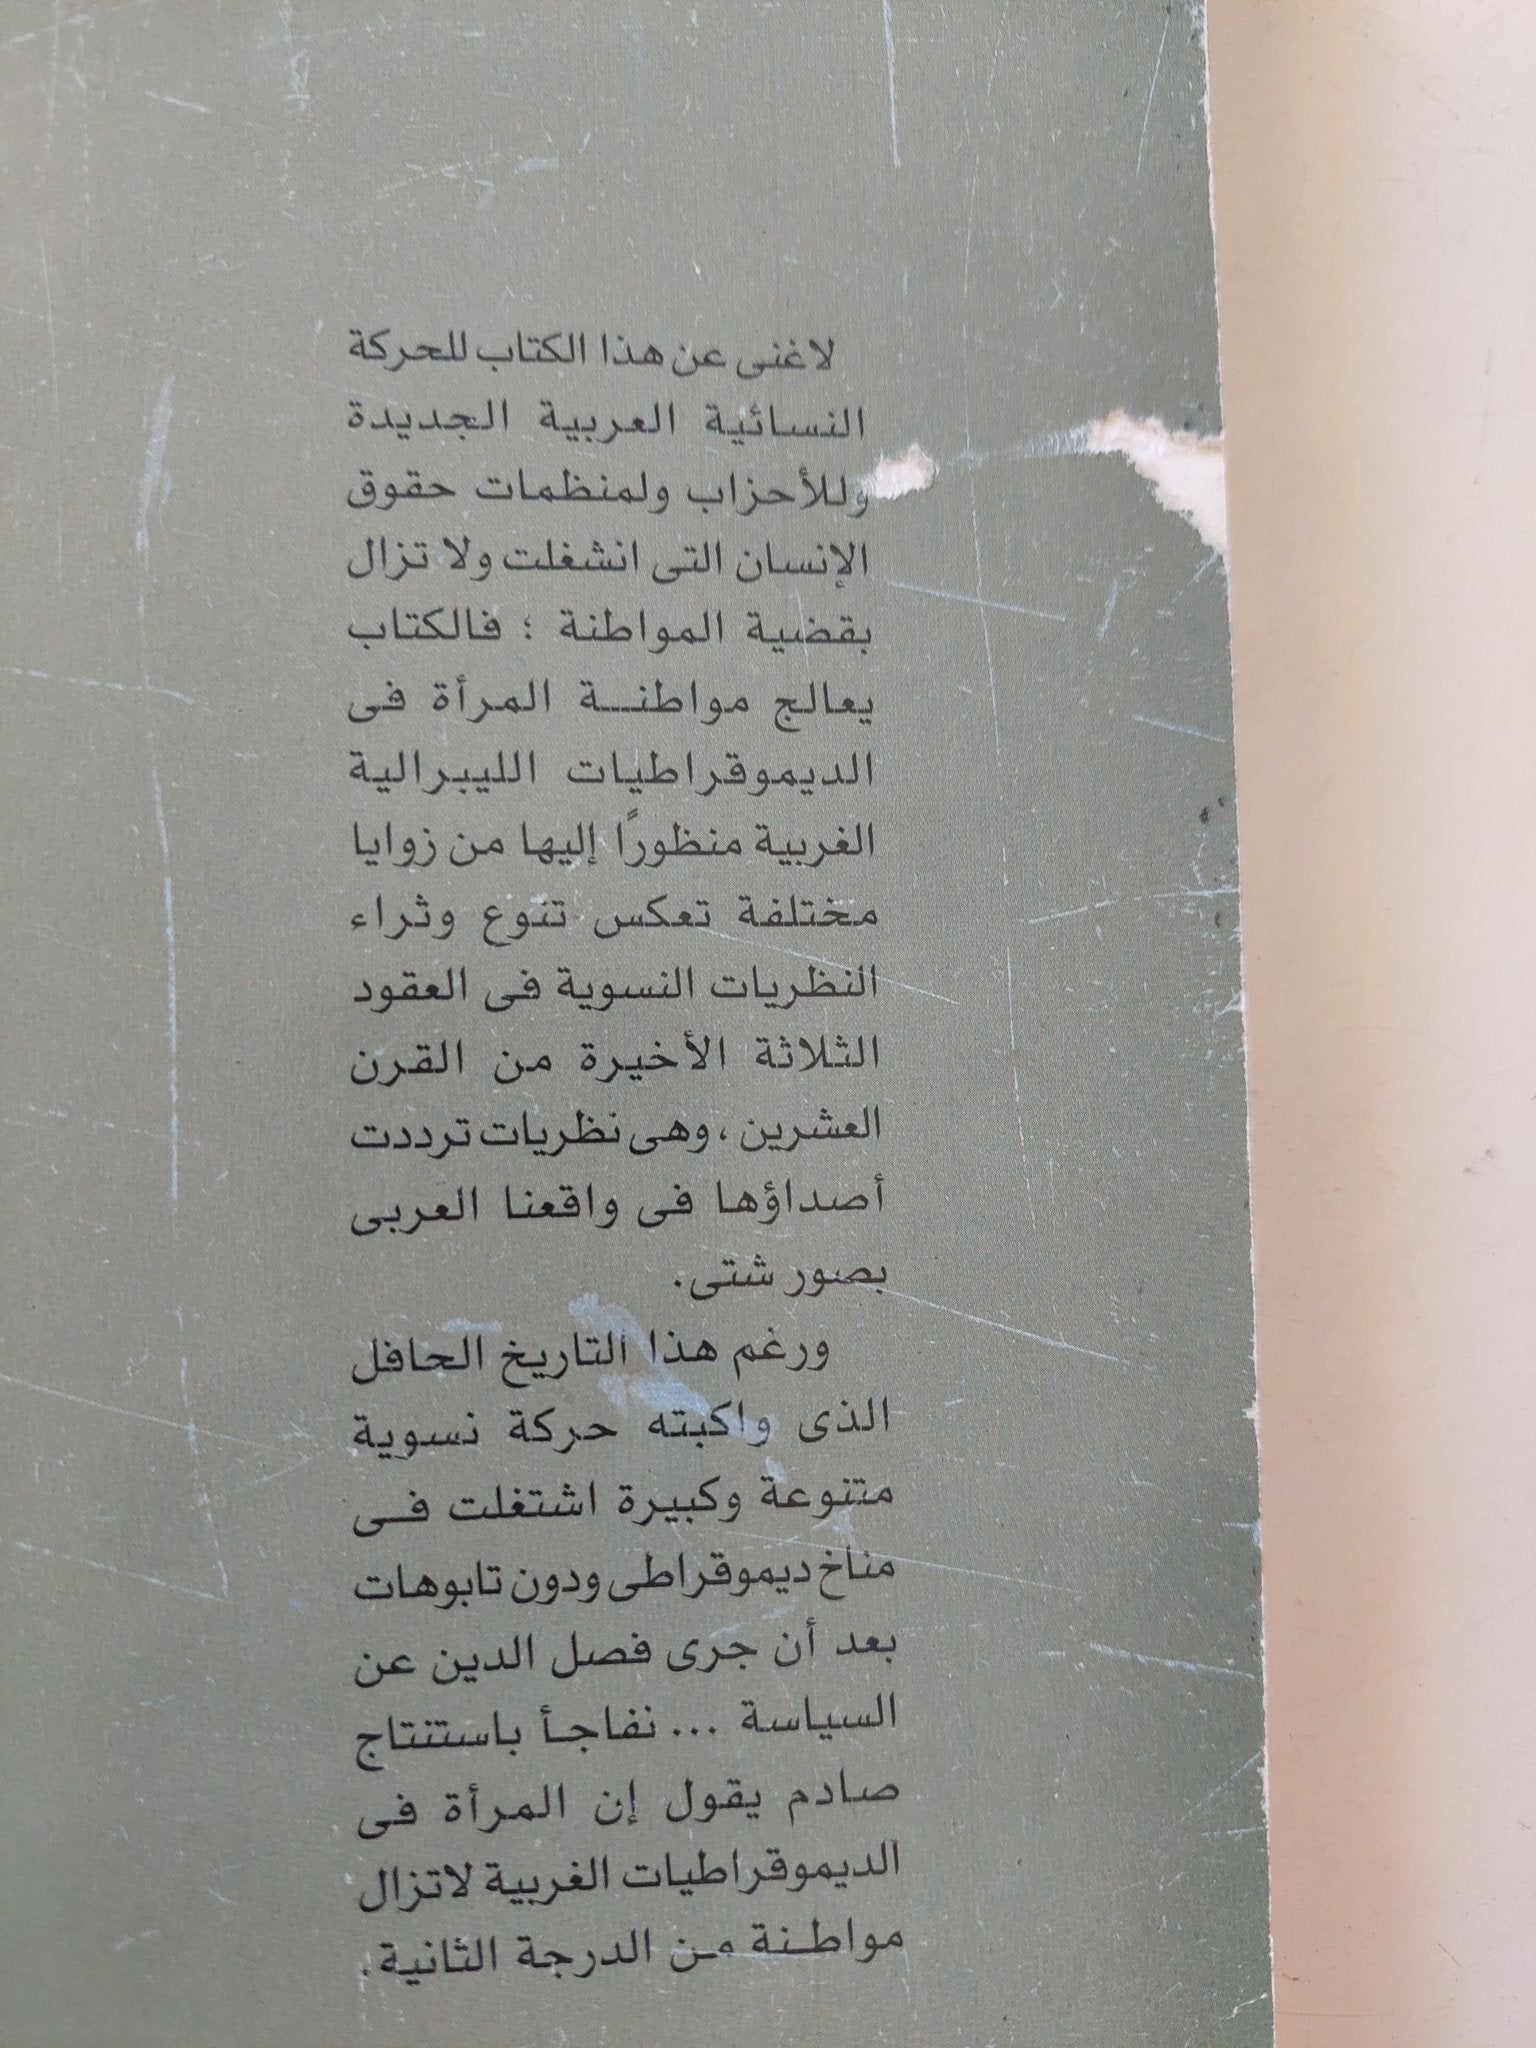 لاغنى عن هذا الكتاب للحركة
النسائية العربية الجديدة
وللأحزاب ولمنظمات حقوق
الإنسان التى انشغلت ولا تزال
بقضية المواطنة ؛ فالكتاب
يعالج مواطنة المرأة فى
الديموقراطيات الليبرالية
الغربية منظورًا إليها من زوايا
مختلفة تعكس تنوع وثراء
النظريات النسوية فى العقود
الثلاثة الأخيرة من القرن
العشرين ، وهى نظريات ترددت
أصداؤها فى واقعنا العربى
بصور شتى.
ورغم هذا التاريخ الحافل
الذى واكبته حركة نسوية
متنوعة وكبيرة اشتغلت فى
مناخ ديموقراطى ودون تابوهات
بعد أن جرى فصل الدين عن
السياسة ... نفاجأ باستنتاج
صادم يقول إن المرأة فى
الديموقراطيات الغربية لاتزال
مواطنة من الدرجة الثانية.